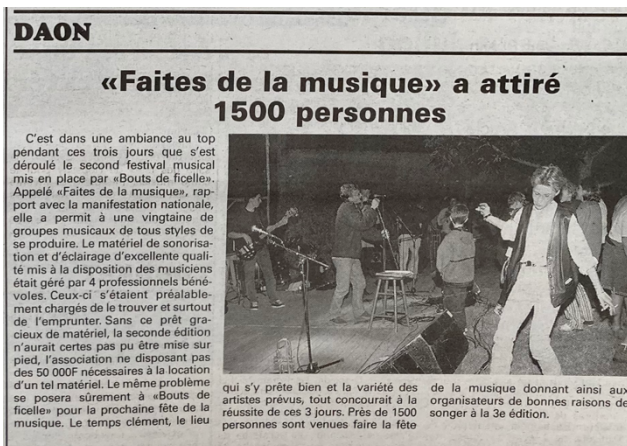 DAON
«Faites de la musique» a attiré
1500 personnes
C'est dans une ambiance au top
pendant ces trois jours que s'est
déroulé le second festival musical
mis en place par «Bouts de ficelle».
Appelé «Faites de la musique», rap-
port avec la manifestation nationale,
elle a permit à une vingtaine de
groupes musicaux de tous styles de
se produire. Le matériel de sonorisa-
tion et d'éclairage d'excellente qua-
lité mis à la disposition des musiciens
était géré par 4 professionnels béné-
voles. Ceux-ci s'étaient préalable-
ment chargés de le trouver et surtout
de l'emprunter. Sans ce prêt gra-
cieux de matériel, la seconde édition
n'aurait certes pas pu être mise sur
pied, l'association ne disposant pas
des 50 000F nécessaires à la location
d'un tel matériel. Le même problème
se posera sûrement à «Bouts de
ficelle» pour la prochaine fête de la
musique. Le temps clément, le lieu
qui s'y prête bien et la variété des
artistes prévus, tout concourait à la
réussite de ces 3 jours. Près de 1500
personnes sont venues faire la fête
de la musique donnant ainsi aux
organisateurs de bonnes raisons de
songer à la 3e édition.